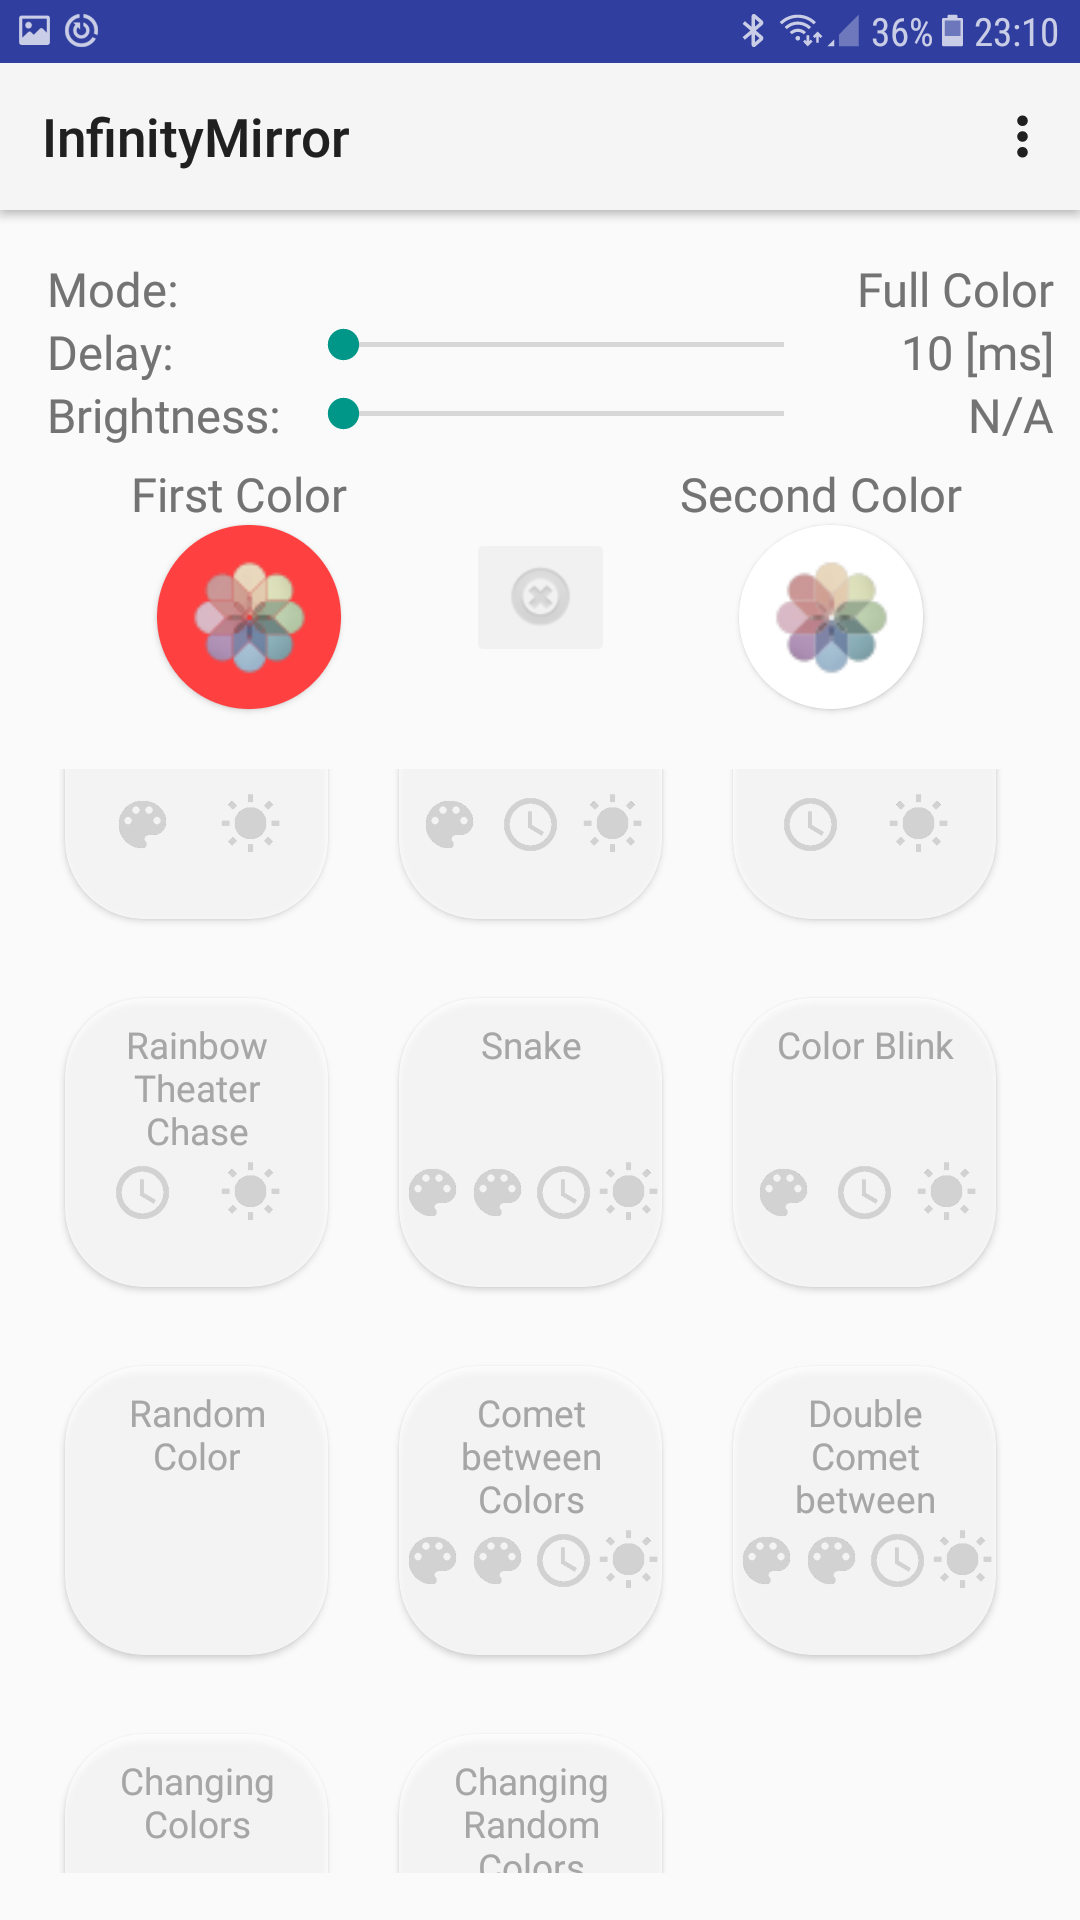 36% 23:10
InfinityMirror
Mode: Full Color
Delay: 10 [ms]
Brightness: N/A
First Color Second Color
Rainbow
Theater
Chase
Snake
Color Blink
Random
Color
Comet
between
Colors
Double
Comet
between
Changing
Colors
Changing
Random
Colors